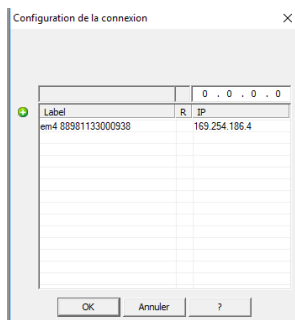 Configuration de la connexion
0 . 0 . 0 . 0
Label R IP
em4 88981133000938 169.254.186.4
OK Annuler ?